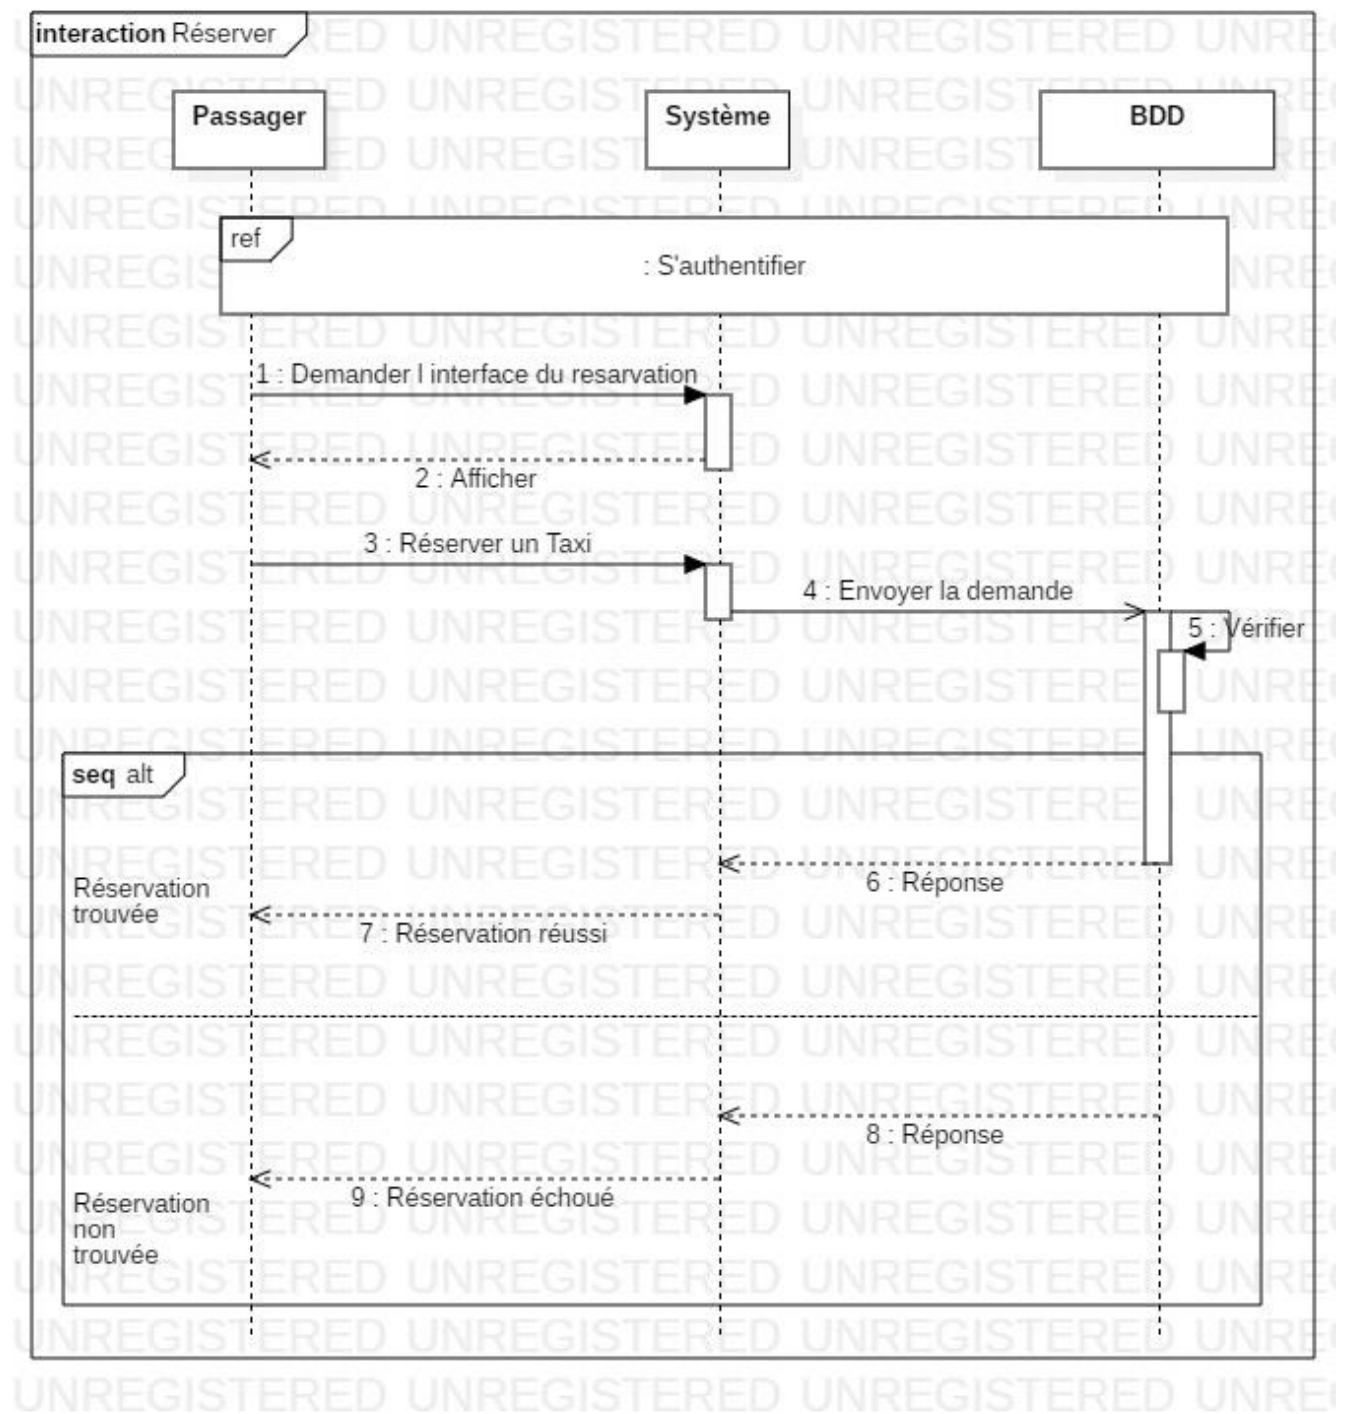 interaction Réserver
Passager
Système
BDD
ref
: S'authentifier
1 : Demander l interface du resarvation
2 : Afficher
3 : Réserver un Taxi
4 : Envoyer la demande
5 : Vérifier
seq alt
6 : Réponse
Réservation
trouvée
7 : Réservation réussi
8 : Réponse
9 : Réservation échoué
Réservation
non
trouvée
UNREGISTERED